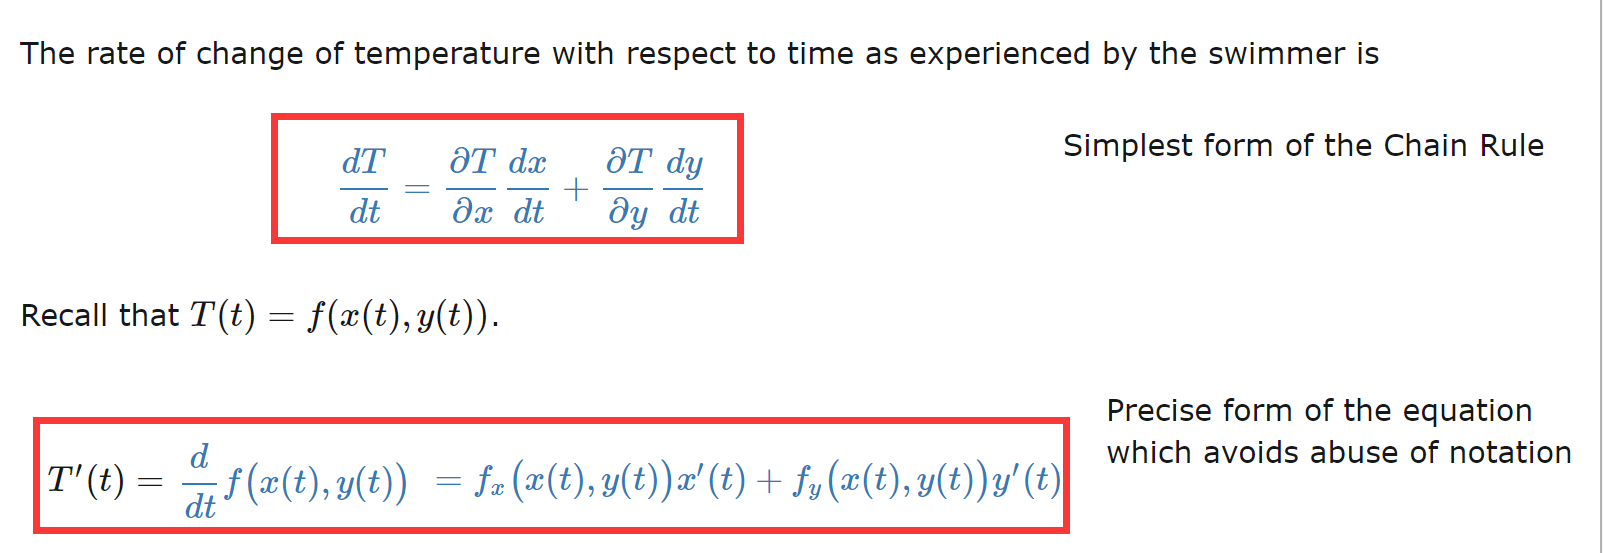 The rate of change of temperature with respect to time as experienced by the swimmer is
dT/dt = ∂T/∂x dx/dt + ∂T/∂y dy/dt
Simplest form of the Chain Rule
Recall that T(t) = f(x(t), y(t)).
Precise form of the equation
which avoids abuse of notation
T′(t) = d/dt f(x(t), y(t)) = fₓ(x(t), y(t))x′(t) + f_y(x(t), y(t))y′(t)